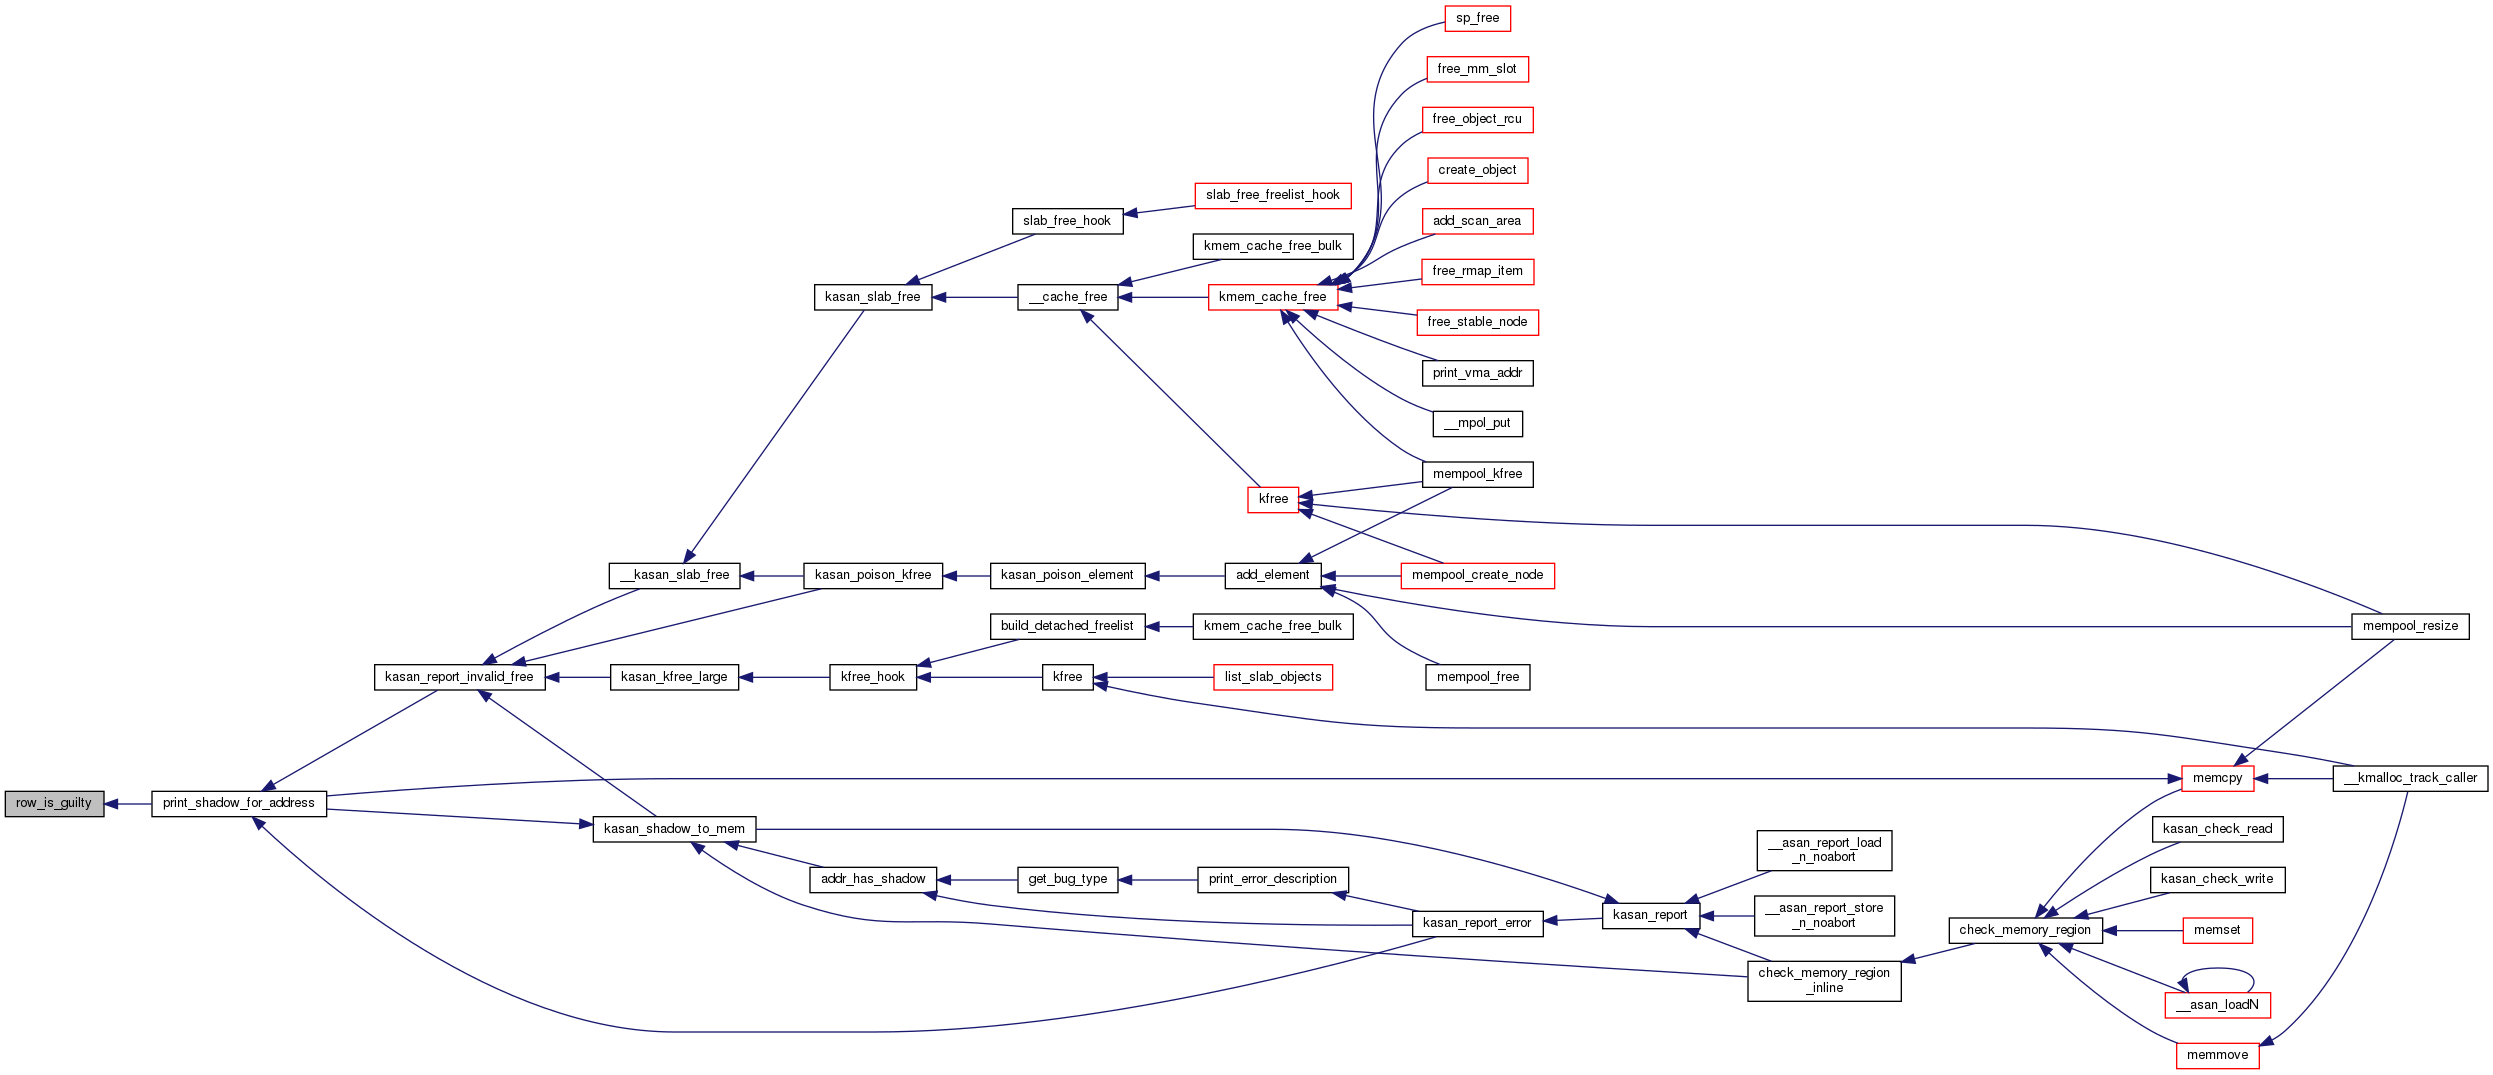 sp_free
free_mm_slot
free_object_rcu
create_object
slab_free_freelist_hook
slab_free_hook
add_scan_area
kmem_cache_free_bulk
free_rmap_item
kasan_slab_free
__cache_free
kmem_cache_free
free_stable_node
print_vma_addr
__mpol_put
mempool_kfree
kfree
__kasan_slab_free
kasan_poison_kfree
kasan_poison_element
add_element
mempool_create_node
build_detached_freelist
kmem_cache_free_bulk
mempool_resize
kasan_report_invalid_free
kasan_kfree_large
kfree_hook
kfree
list_slab_objects
mempool_free
memcpy
__kmalloc_track_caller
row_is_guilty
print_shadow_for_address
kasan_shadow_to_mem
kasan_check_read
__asan_report_load
_n_noabort
addr_has_shadow
get_bug_type
print_error_description
kasan_check_write
kasan_report_error
kasan_report
__asan_report_store
_n_noabort
check_memory_region
memset
check_memory_region
_inline
__asan_loadN
memmove